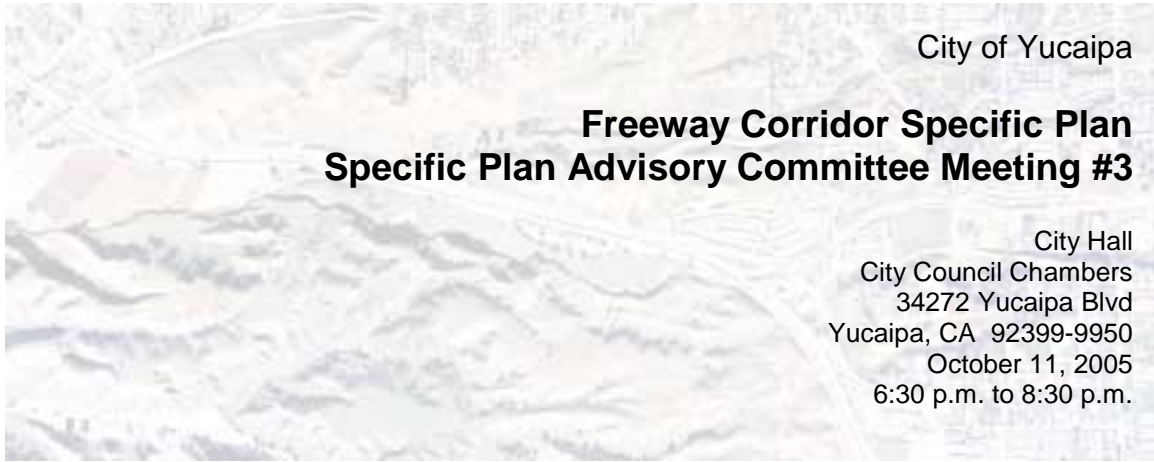 City of Yucaipa
Freeway Corridor Specific Plan
Specific Plan Advisory Committee Meeting #3
City Hall
City Council Chambers
34272 Yucaipa Blvd
Yucaipa, CA  92399-9950
October 11, 2005
6:30 p.m. to 8:30 p.m.